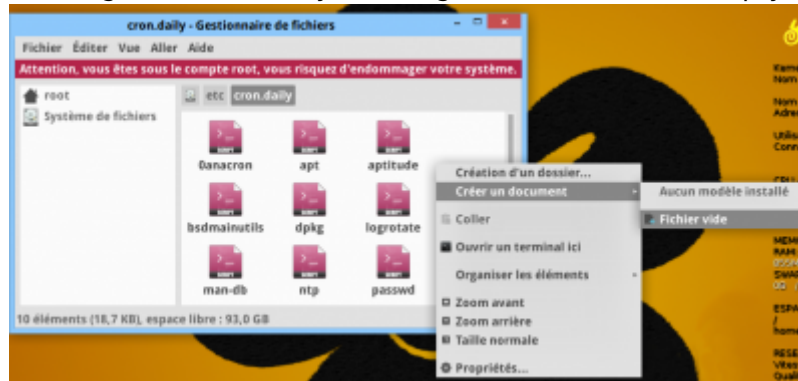 cron.daily - Gestionnaire de fichiers
Fichier Éditer Vue Aller Aide
Attention, vous êtes sous le compte root, vous risquez d'endommager votre système.
root
Système de fichiers
etc cron.daily
0anacron apt aptitude
bsdmainutils dpkg logrotate
man-db ntp passwd
10 éléments (18,7 KB), espace libre : 93,0 GB
Création d'un dossier...
Créer un document
Coller
Ouvrir un terminal ici
Organiser les éléments
Zoom avant
Zoom arrière
Taille normale
Propriétés...
Aucun modèle installé
Fichier vide
Nom
Nom